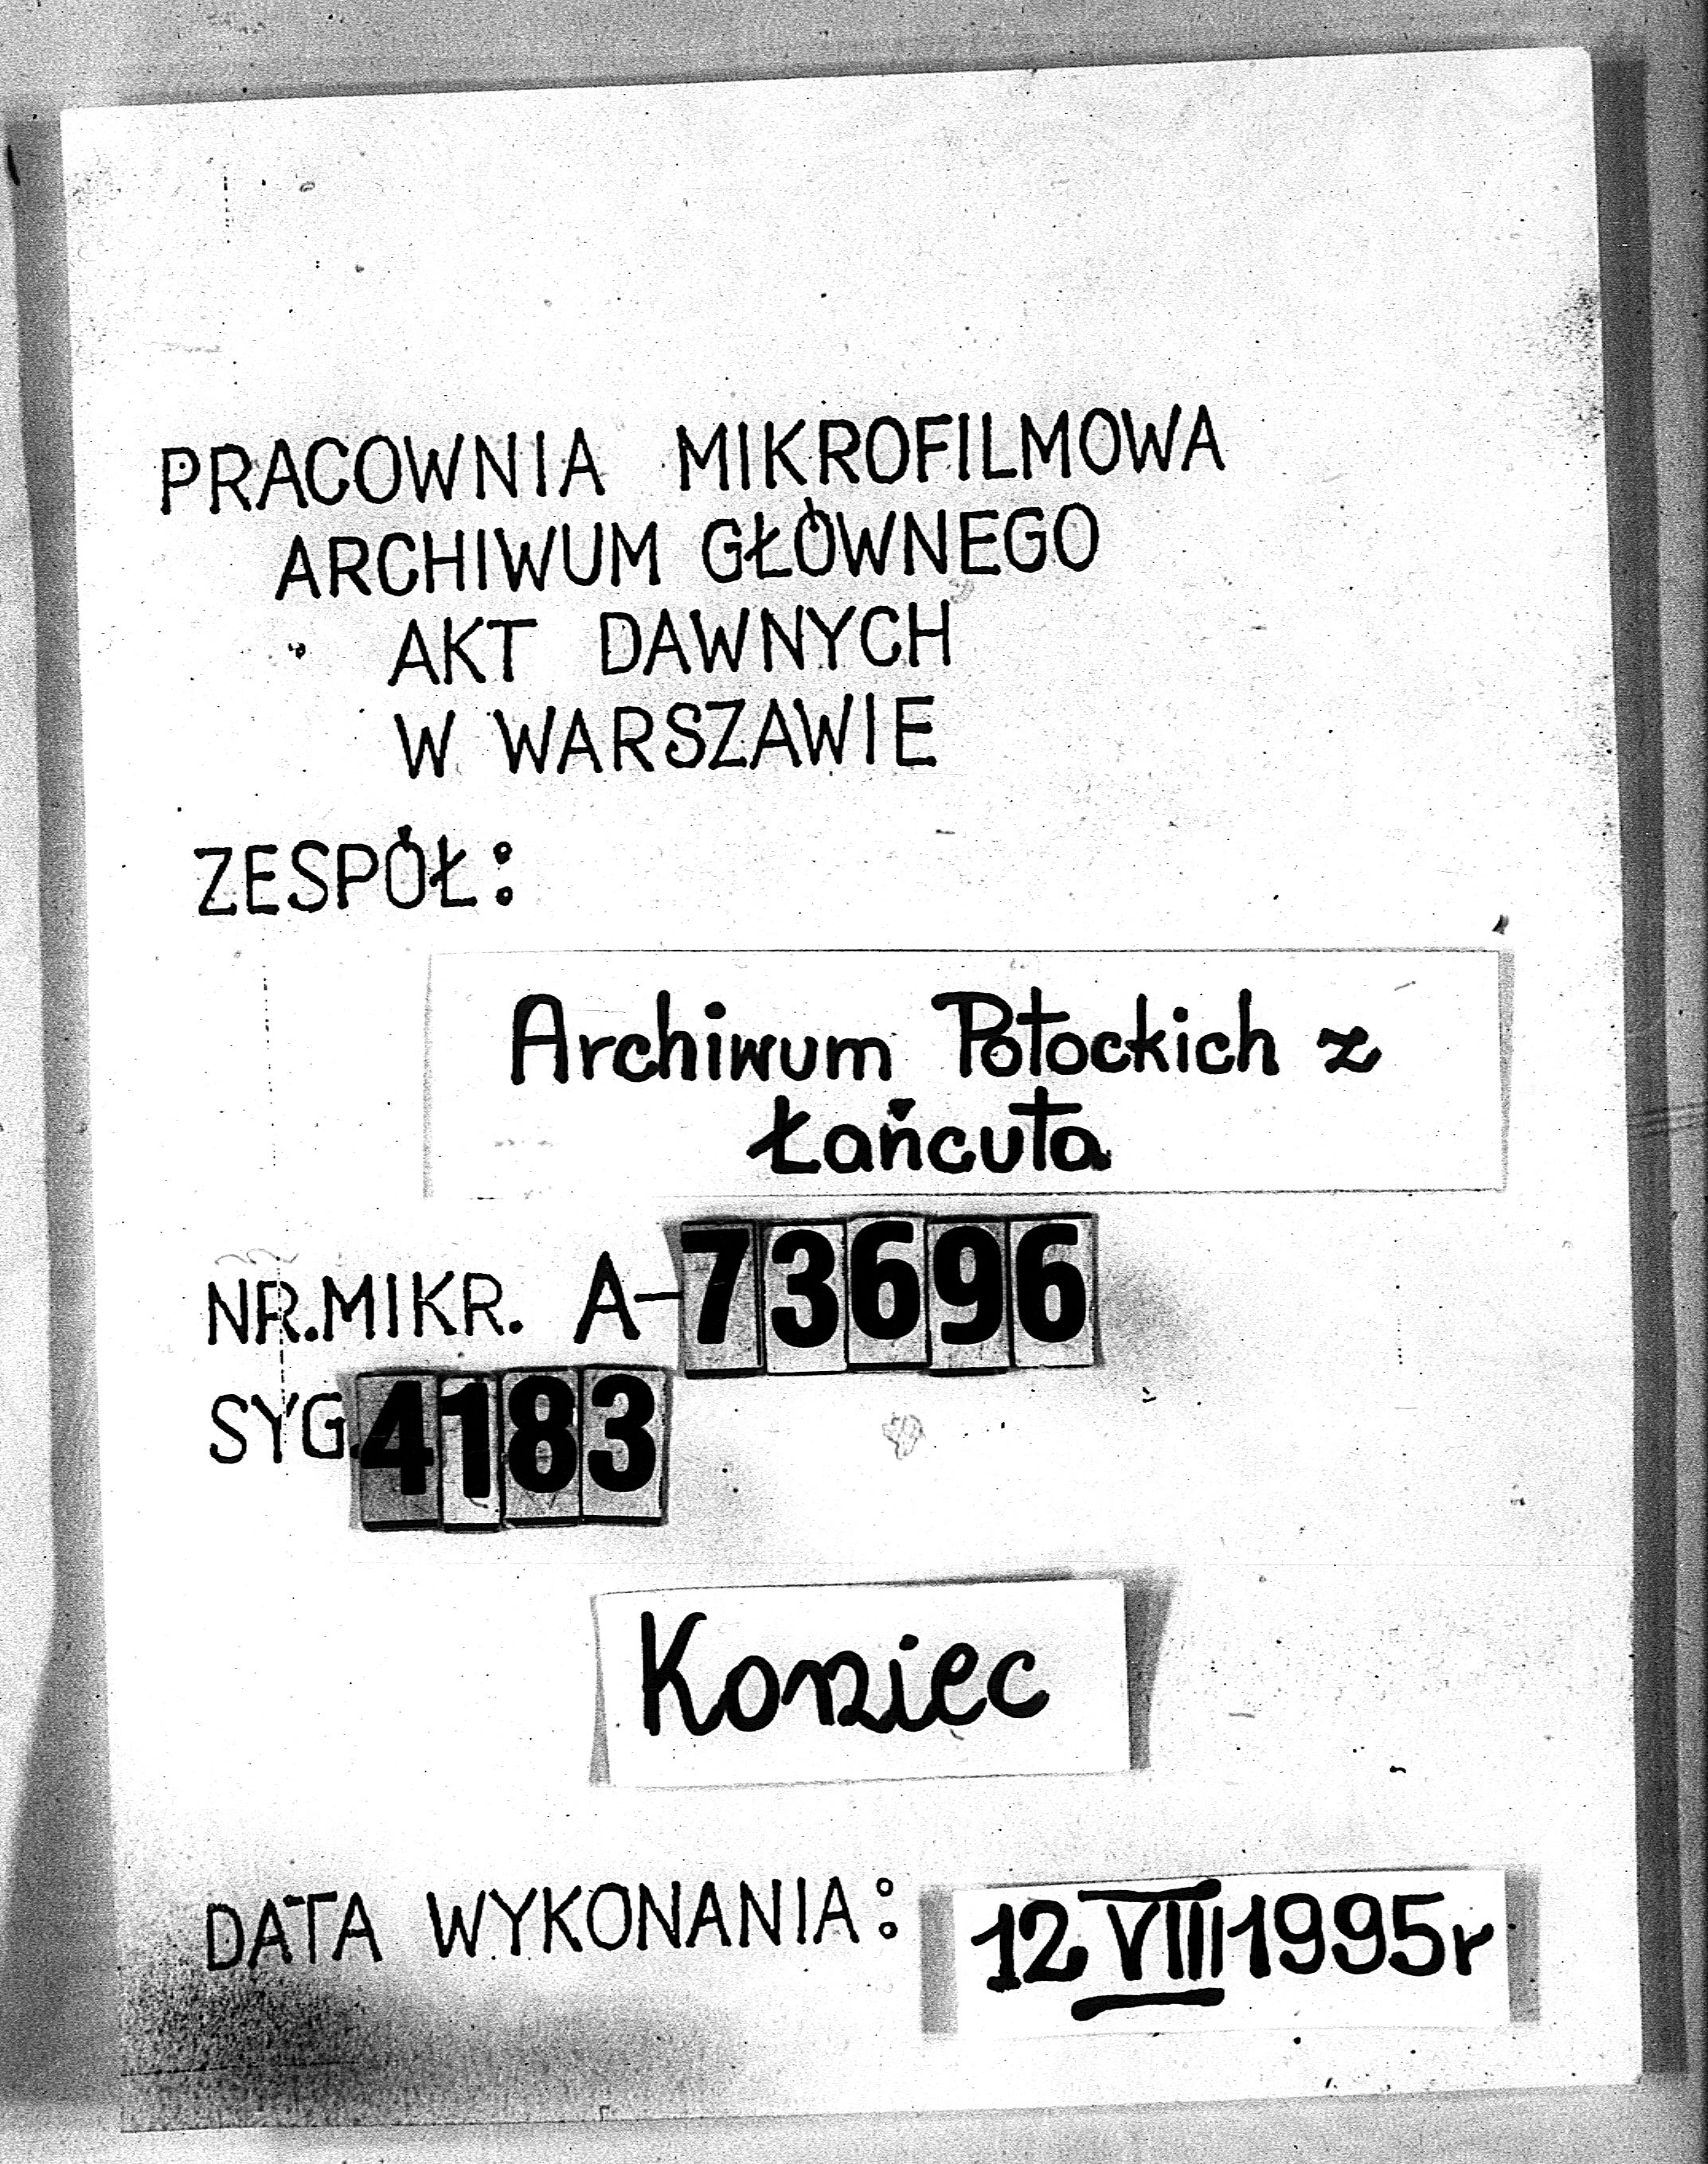 PRACOWNIA MIKROFILMOWA
ARCHIWUM GŁÓWNEGO
AKT DAWNYCH
W WARSZAWIE
ZESPÓŁ:
Archiwum Potockich z
Łańcuta
NR.MIKR. A-73696
SYG.4183
Koniec
DATA WYKONANIA: 12 VIII 1995r